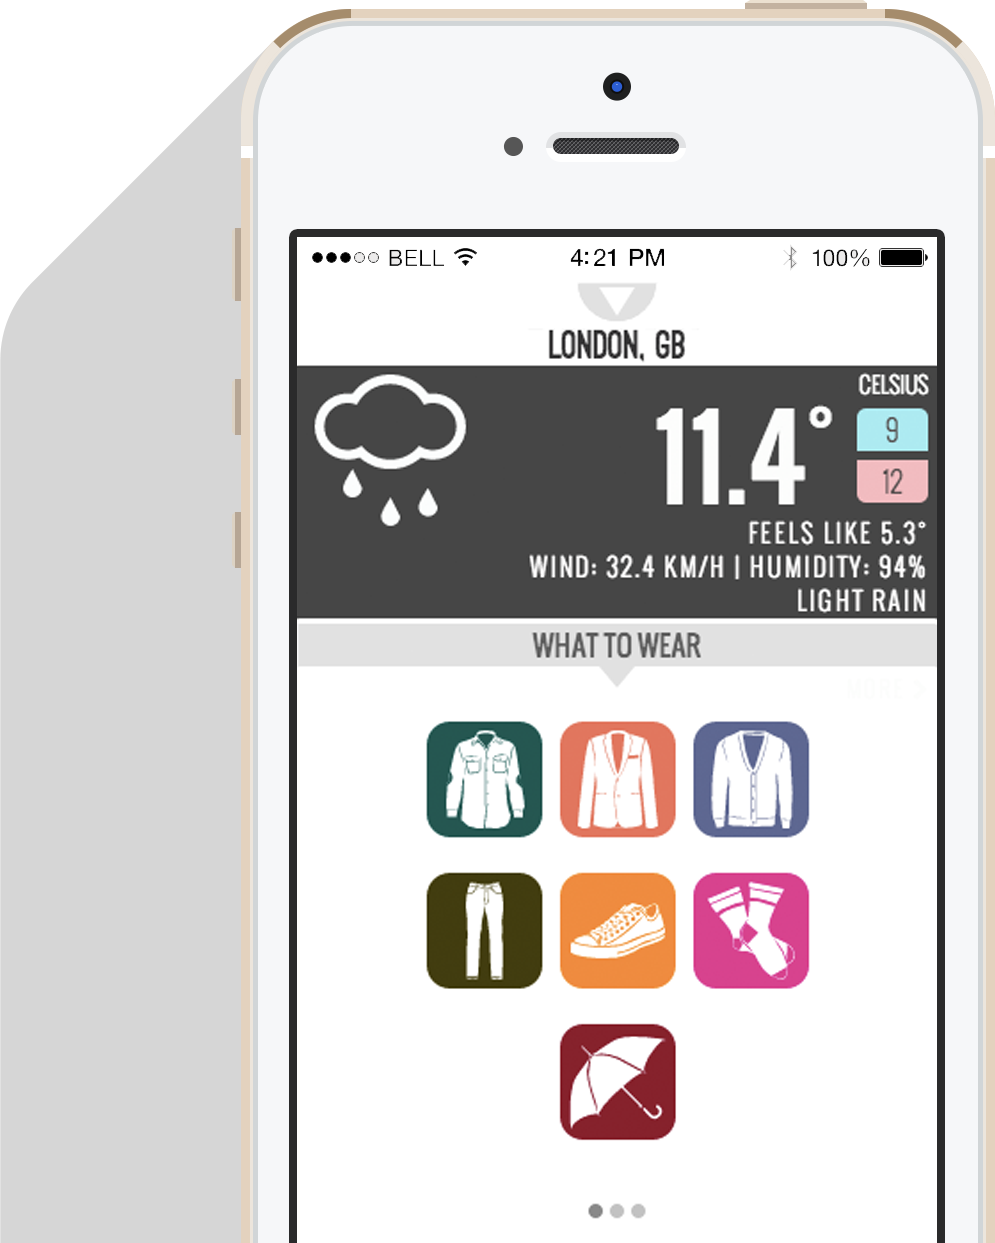 BELL 4:21 PM 100%
LONDON, GB
CELSIUS
11.4°
9
12
FEELS LIKE 5.3°
WIND: 32.4 KM/H | HUMIDITY: 94%
LIGHT RAIN
WHAT TO WEAR